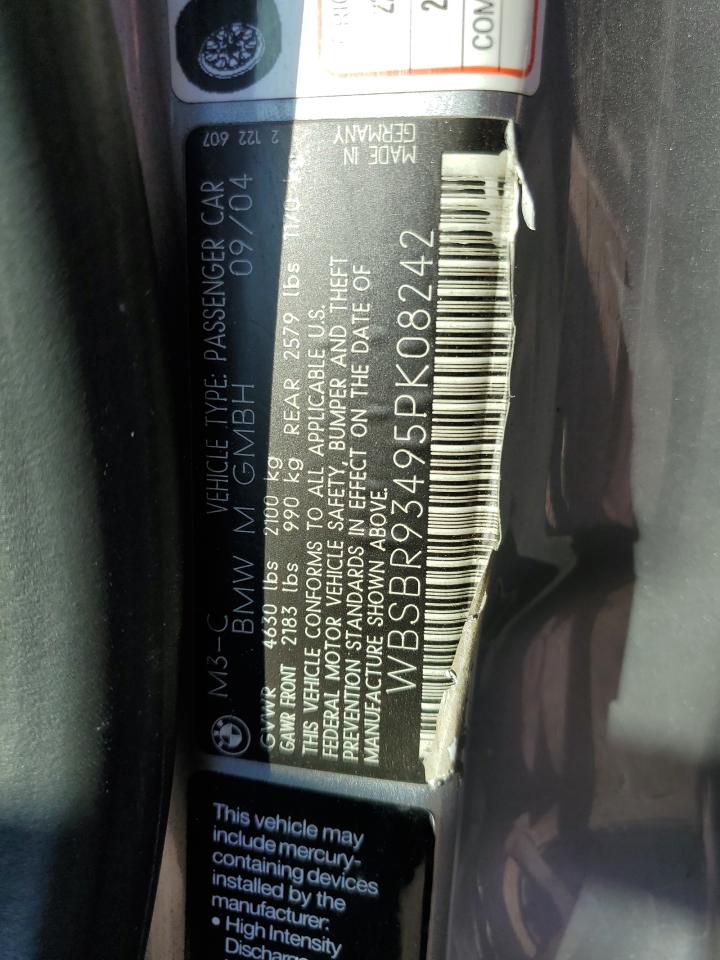 M3-C VEHICLE TYPE: PASSENGER CAR
BMW M GMBH 09/04
GVWR 4630 lbs 2100 kg
GAWR FRONT 2183 lbs 990 kg REAR 2579 lbs
THIS VEHICLE CONFORMS TO ALL APPLICABLE U.S.
FEDERAL MOTOR VEHICLE SAFETY, BUMPER AND THEFT
PREVENTION STANDARDS IN EFFECT ON THE DATE OF
MANUFACTURE SHOWN ABOVE.
WBSBR93495PK08242
2 122 607
MADE IN
GERMANY
This vehicle may
include mercury-
containing devices
installed by the
manufacturer:
• High Intensity